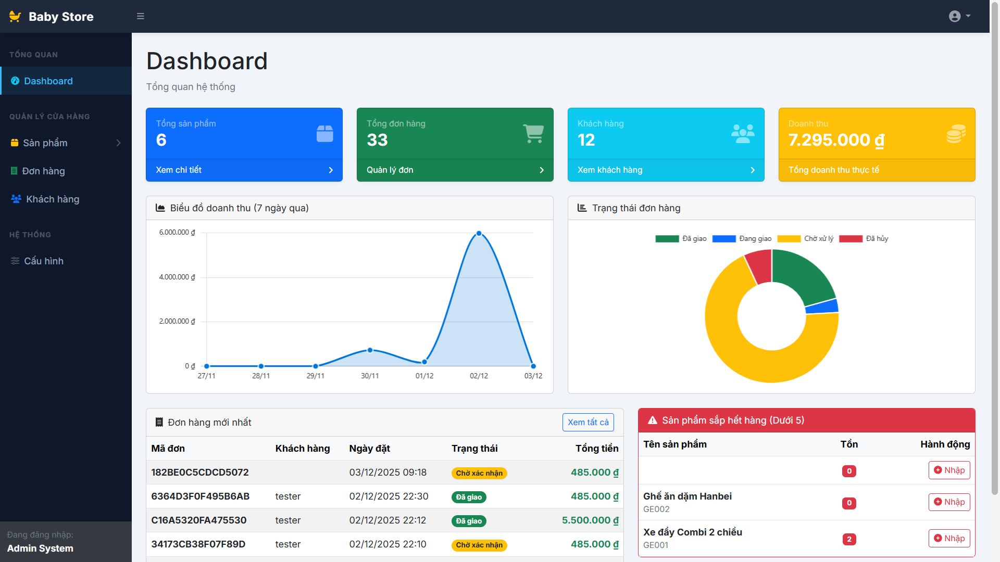 Baby Store
TỔNG QUAN
Dashboard
QUẢN LÝ CỬA HÀNG
Sản phẩm
Đơn hàng
Khách hàng
HỆ THỐNG
Cấu hình
Đang đăng nhập:
Admin System
Dashboard
Tổng quan hệ thống
Tổng sản phẩm
6
Xem chi tiết
Tổng đơn hàng
33
Quản lý đơn
Khách hàng
12
Xem khách hàng
Doanh thu
7.295.000 ₫
Tổng doanh thu thực tế
Biểu đồ doanh thu (7 ngày qua)
6.000.000 ₫
4.000.000 ₫
2.000.000 ₫
0 ₫
27/11 28/11 29/11 30/11 01/12 02/12 03/12
Trạng thái đơn hàng
Đã giao Đang giao Chờ xử lý Đã hủy
Đơn hàng mới nhất Xem tất cả
Mã đơn Khách hàng Ngày đặt Trạng thái Tổng tiền
182BE0C5CDCD5072 03/12/2025 09:18 Chờ xác nhận 485.000 ₫
6364D3F0F495B6AB tester 02/12/2025 22:30 Đã giao 485.000 ₫
C16A5320FA475530 tester 02/12/2025 22:12 Đã giao 5.500.000 ₫
34173CB38F07F89D tester 02/12/2025 22:10 Chờ xác nhận 485.000 ₫
Sản phẩm sắp hết hàng (Dưới 5)
Tên sản phẩm Tồn Hành động
0 Nhập
Ghế ăn dặm Hanbei 0 Nhập
GE002
Xe đẩy Combi 2 chiều 2 Nhập
GE001